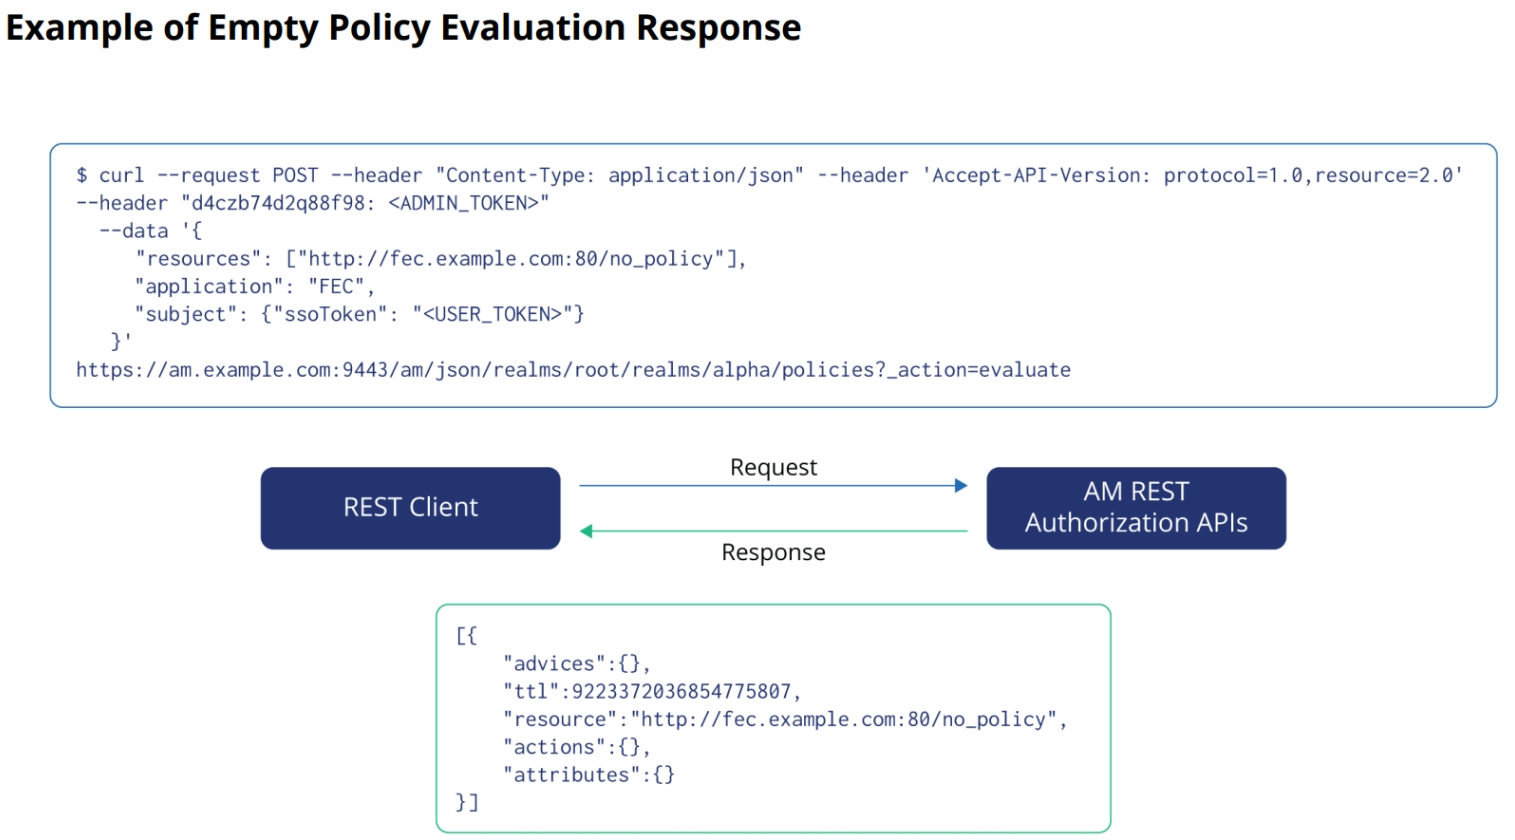 Example of Empty Policy Evaluation Response
$ curl --request POST --header "Content-Type: application/json" --header 'Accept-API-Version: protocol=1.0,resource=2.0'
--header "d4czb74d2q88f98: <ADMIN_TOKEN>"
--data '{
"resources": ["http://fec.example.com:80/no_policy"],
"application": "FEC",
"subject": {"ssoToken": "<USER_TOKEN>"}
}'
https://am.example.com:9443/am/json/realms/root/realms/alpha/policies?_action=evaluate
Request
REST Client
AM REST
Authorization APIs
Response
[{
"advices":{},
"ttl":9223372036854775807,
"resource":"http://fec.example.com:80/no_policy",
"actions":{},
"attributes":{}
}]